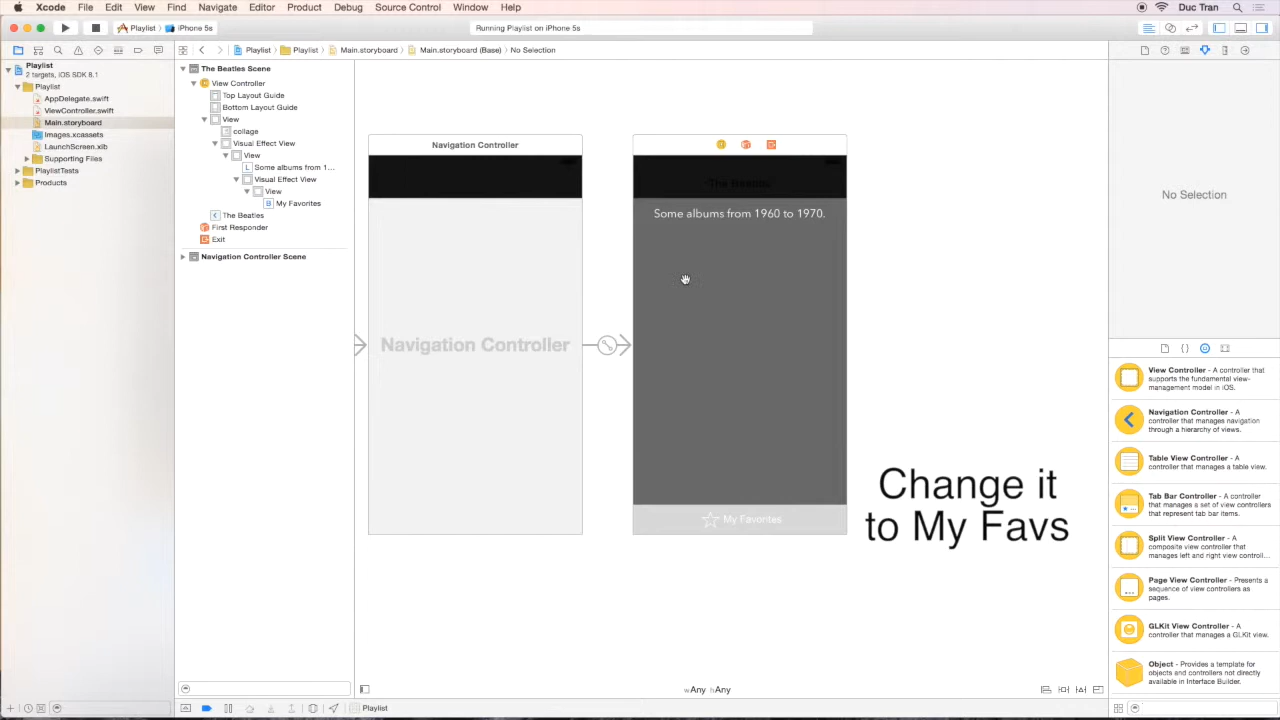 Xcode File Edit View Find Navigate Editor Product Debug Source Control Window Help Duc Tran
Playlist iPhone 5s Running Playlist on iPhone 5s
Playlist Playlist Main.storyboard Main.storyboard (Base) No Selection
Playlist
2 targets, iOS SDK 8.1
Playlist
AppDelegate.swift
ViewController.swift
Main.storyboard
Images.xcassets
LaunchScreen.xib
Supporting Files
PlaylistTests
Products
The Beatles Scene
View Controller
Top Layout Guide
Bottom Layout Guide
View
collage
Visual Effect View
View
L Some albums from 1...
Visual Effect View
View
B My Favorites
The Beatles
First Responder
Exit
Navigation Controller Scene
Navigation Controller
Navigation Controller
The Beatles
Some albums from 1960 to 1970.
My Favorites
Change it
to My Favs
wAny hAny
Playlist
No Selection
View Controller - A controller that
supports the fundamental view-
management model in iOS.
Navigation Controller - A
controller that manages navigation
through a hierarchy of views.
Table View Controller - A
controller that manages a table view.
Tab Bar Controller - A controller
that manages a set of view controllers
that represent tab bar items.
Split View Controller - A
composite view controller that
manages left and right view controll...
Page View Controller - Presents a
sequence of view controllers as
pages.
GLKit View Controller - A
controller that manages a GLKit view.
Object - Provides a template for
objects and controllers not directly
available in Interface Builder.